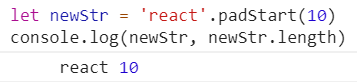 let newStr = 'react'.padStart(10)
console.log(newStr, newStr.length)
     react 10